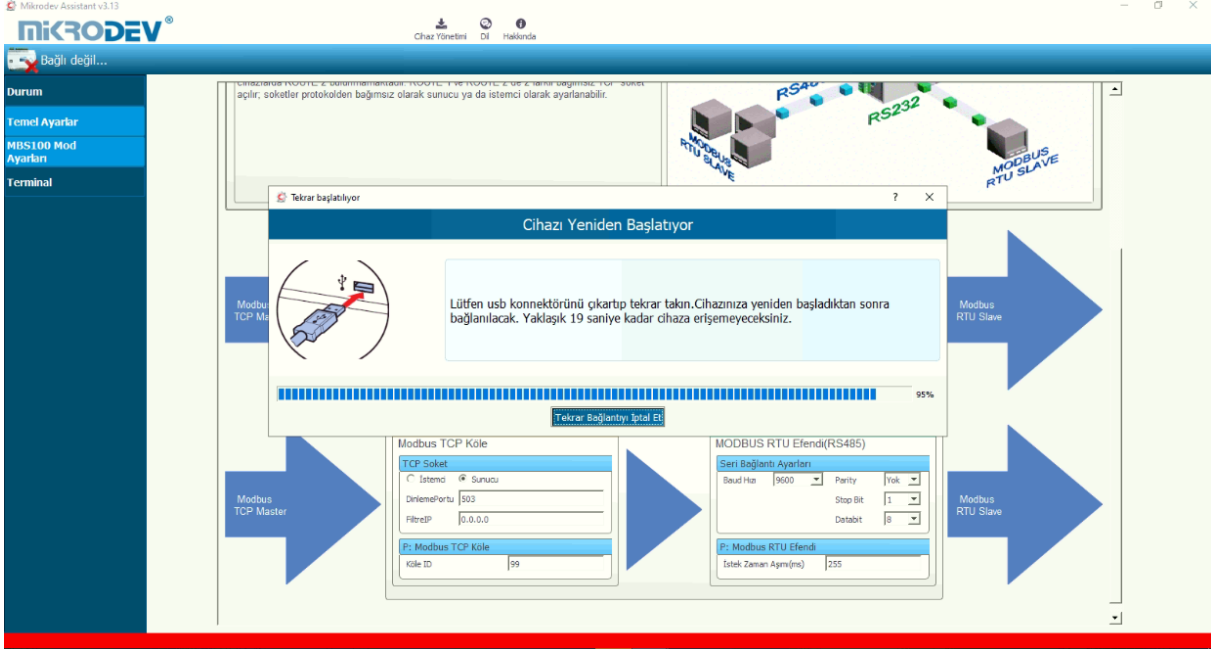 Mikrodev Assistant v3.13
MİKRODEV®
Cihaz Yönetimi Dil Hakkında
Bağlı değil...
Durum
Temel Ayarlar
MBS100 Mod
Ayarları
Terminal
açılır; soketler protokolden bağımsız olarak sunucu ya da istemci olarak ayarlanabilir.
RS232
MODBUS
RTU SLAVE
MODBUS
RTU SLAVE
Tekrar başlatılıyor
Cihazı Yeniden Başlatıyor
Lütfen usb konnektörünü çıkartıp tekrar takın.Cihazınıza yeniden başladıktan sonra
bağlanılacak. Yaklaşık 19 saniye kadar cihaza erişemeyeceksiniz.
95%
Tekrar Bağlantıyı İptal Et
Modbus
RTU Slave
Modbus TCP Köle
TCP Soket
İstemci Sunucu
DinlemePortu 503
FiltreIP 0.0.0.0
P: Modbus TCP Köle
Köle ID 99
MODBUS RTU Efendi(RS485)
Seri Bağlantı Ayarları
Baud Hızı 9600 Parity Yok
Stop Bit 1
Databit 8
P: Modbus RTU Efendi
İstek Zaman Aşımı(ms) 255
Modbus
TCP Master
Modbus
RTU Slave